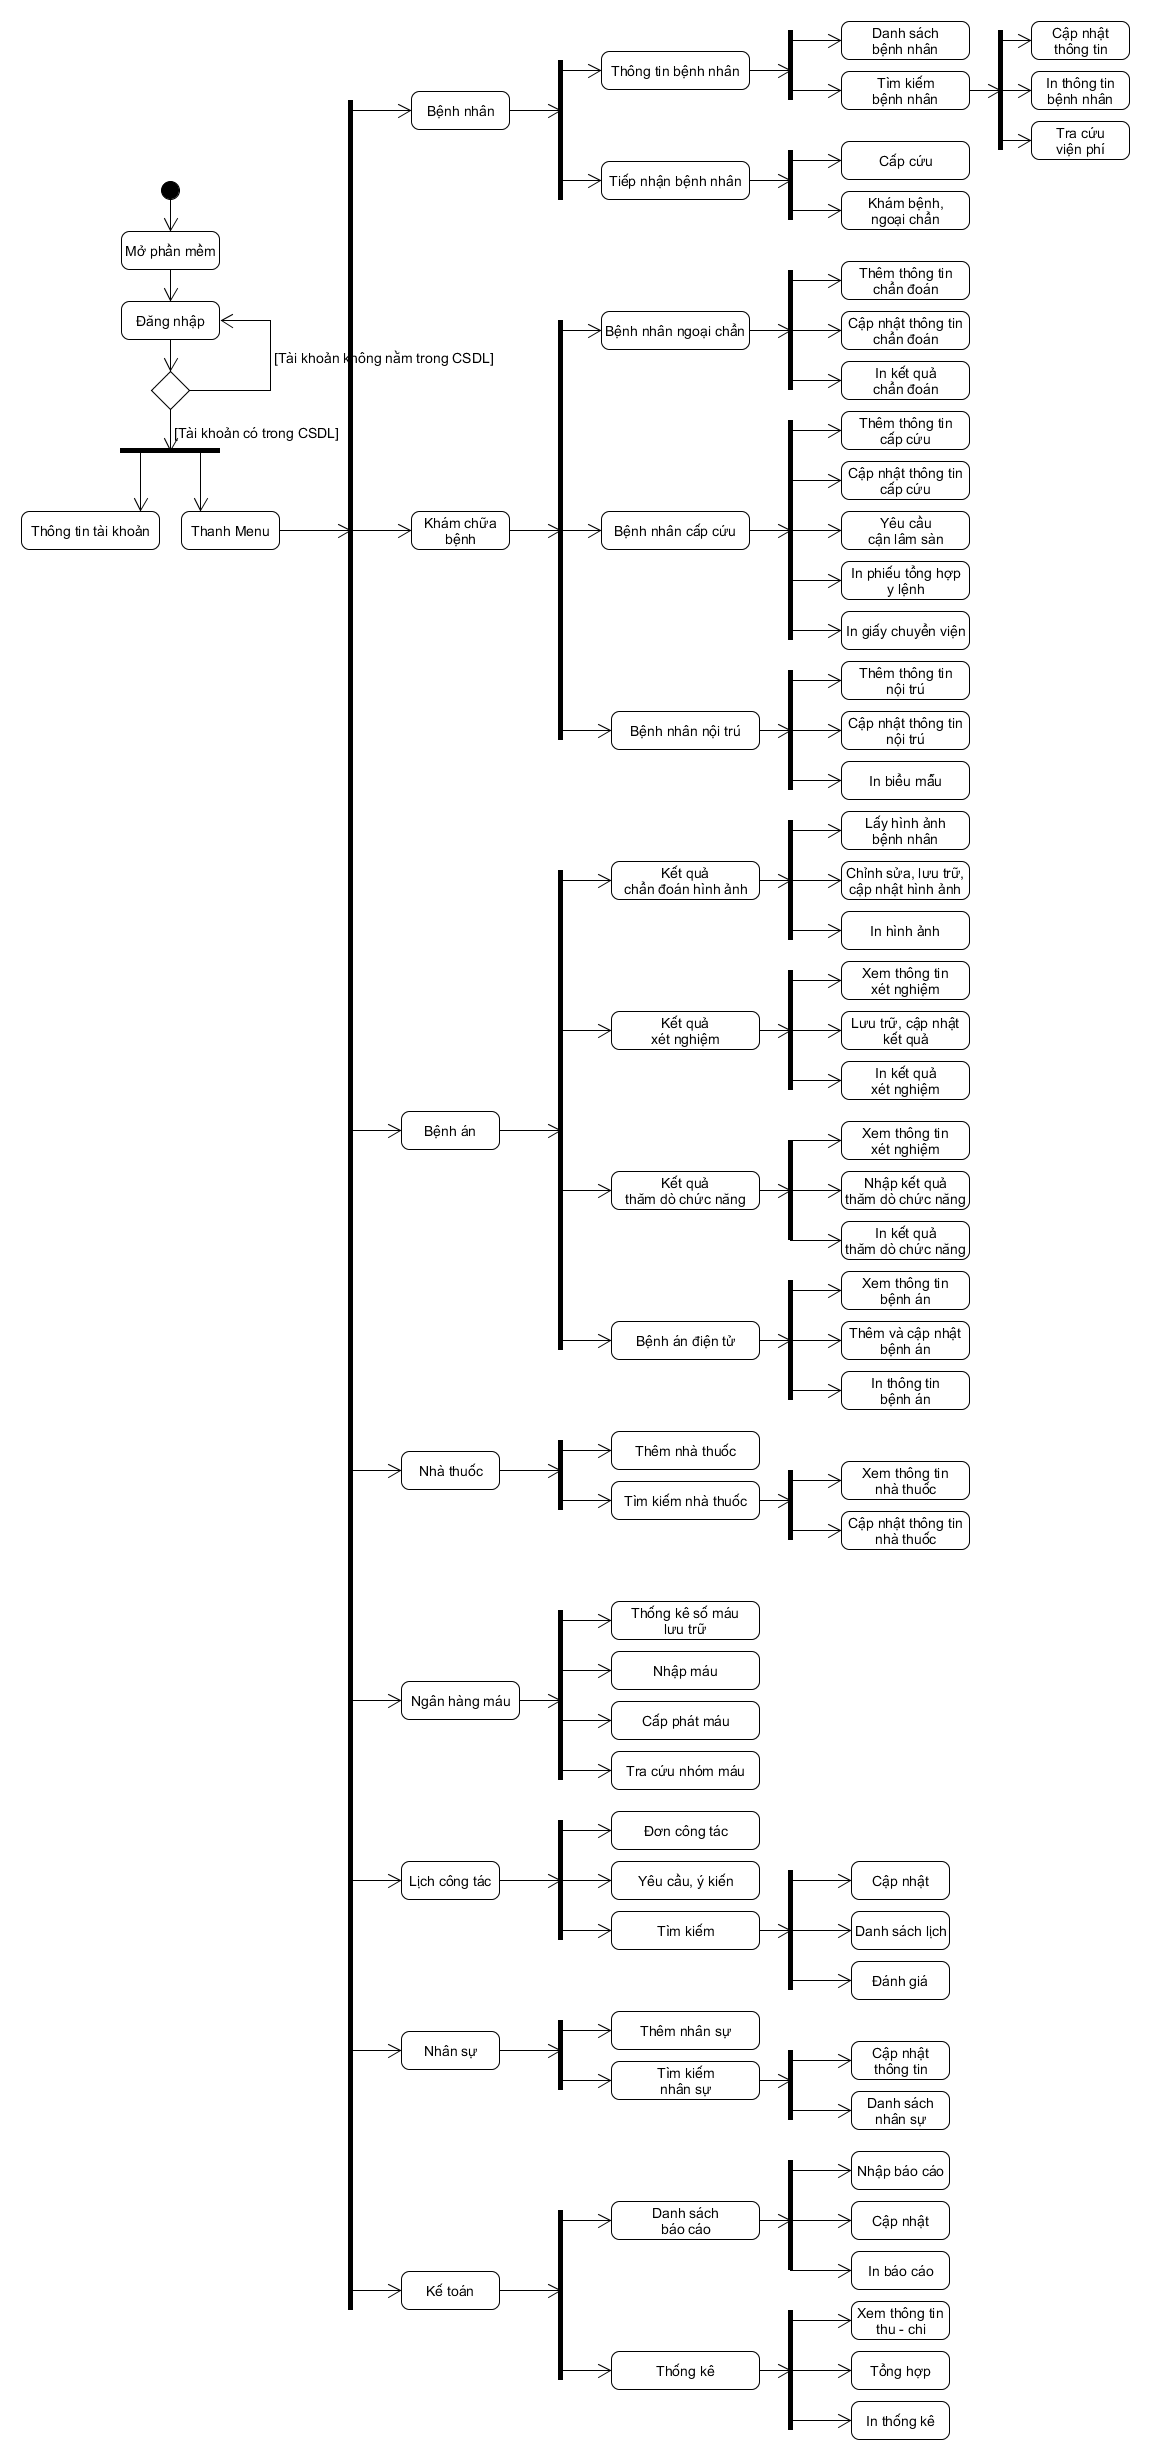 Mở phần mềm
Đăng nhập
[Tài khoản không nằm trong CSDL]
[Tài khoản có trong CSDL]
Thông tin tài khoản
Thanh Menu
Bệnh nhân
Thông tin bệnh nhân
Danh sách
bệnh nhân
Tìm kiếm
bệnh nhân
Cập nhật
thông tin
In thông tin
bệnh nhân
Tra cứu
viện phí
Tiếp nhận bệnh nhân
Cấp cứu
Khám bệnh,
ngoại chẩn
Khám chữa
bệnh
Bệnh nhân ngoại chẩn
Thêm thông tin
chẩn đoán
Cập nhật thông tin
chẩn đoán
In kết quả
chẩn đoán
Bệnh nhân cấp cứu
Thêm thông tin
cấp cứu
Cập nhật thông tin
cấp cứu
Yêu cầu
cận lâm sàn
In phiếu tổng hợp
y lệnh
In giấy chuyển viện
Bệnh nhân nội trú
Thêm thông tin
nội trú
Cập nhật thông tin
nội trú
In biểu mẫu
Bệnh án
Kết quả
chẩn đoán hình ảnh
Lấy hình ảnh
bệnh nhân
Chỉnh sửa, lưu trữ,
cập nhật hình ảnh
In hình ảnh
Kết quả
xét nghiệm
Xem thông tin
xét nghiệm
Lưu trữ, cập nhật
kết quả
In kết quả
xét nghiệm
Kết quả
thăm dò chức năng
Xem thông tin
xét nghiệm
Nhập kết quả
thăm dò chức năng
In kết quả
thăm dò chức năng
Bệnh án điện tử
Xem thông tin
bệnh án
Thêm và cập nhật
bệnh án
In thông tin
bệnh án
Nhà thuốc
Thêm nhà thuốc
Tìm kiếm nhà thuốc
Xem thông tin
nhà thuốc
Cập nhật thông tin
nhà thuốc
Ngân hàng máu
Thống kê số máu
lưu trữ
Nhập máu
Cấp phát máu
Tra cứu nhóm máu
Lịch công tác
Đơn công tác
Yêu cầu, ý kiến
Tìm kiếm
Cập nhật
Danh sách lịch
Đánh giá
Nhân sự
Thêm nhân sự
Tìm kiếm
nhân sự
Cập nhật
thông tin
Danh sách
nhân sự
Kế toán
Danh sách
báo cáo
Nhập báo cáo
Cập nhật
In báo cáo
Thống kê
Xem thông tin
thu - chi
Tổng hợp
In thống kê